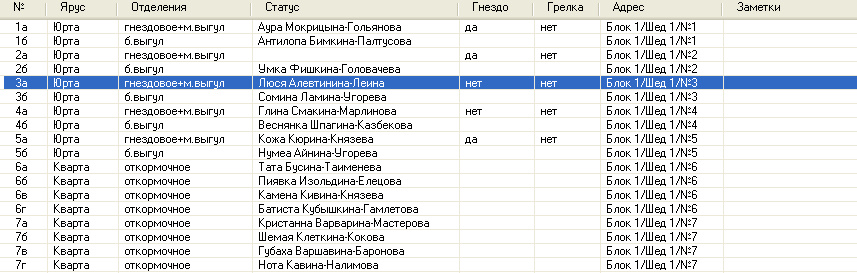 № Ярус Отделения Статус Гнездо Грелка Адрес Заметки
1а Юрта гнездовое+м.выгул Аура Мокрицына-Гольянова да нет Блок 1/Шед 1/№1
1б Юрта б.выгул Антилопа Бимкина-Палтусова Блок 1/Шед 1/№1
2а Юрта гнездовое+м.выгул да нет Блок 1/Шед 1/№2
2б Юрта б.выгул Умка Фишкина-Головачева Блок 1/Шед 1/№2
3а Юрта гнездовое+м.выгул Люся Алевтинина-Леина нет нет Блок 1/Шед 1/№3
3б Юрта б.выгул Сомина Ламина-Угорева Блок 1/Шед 1/№3
4а Юрта гнездовое+м.выгул Глина Смакина-Марлинова нет нет Блок 1/Шед 1/№4
4б Юрта б.выгул Веснянка Шпагина-Казбекова Блок 1/Шед 1/№4
5а Юрта гнездовое+м.выгул Кожа Кюрина-Князева да нет Блок 1/Шед 1/№5
5б Юрта б.выгул Нумеа Айнина-Угорева Блок 1/Шед 1/№5
6а Кварта откормочное Тата Бусина-Таименева Блок 1/Шед 1/№6
6б Кварта откормочное Пиявка Изольдина-Елецова Блок 1/Шед 1/№6
6в Кварта откормочное Камена Кивина-Князева Блок 1/Шед 1/№6
6г Кварта откормочное Батиста Кубышкина-Гамлетова Блок 1/Шед 1/№6
7а Кварта откормочное Кристанна Варварина-Мастерова Блок 1/Шед 1/№7
7б Кварта откормочное Шемая Клеткина-Кокова Блок 1/Шед 1/№7
7в Кварта откормочное Губаха Варшавина-Баронова Блок 1/Шед 1/№7
7г Кварта откормочное Нота Кавина-Налимова Блок 1/Шед 1/№7